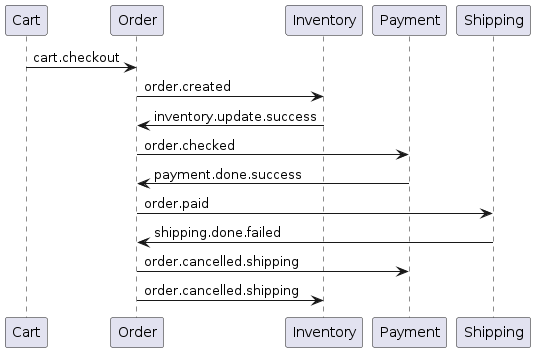 Cart Order Inventory Payment Shipping
cart.checkout
order.created
inventory.update.success
order.checked
payment.done.success
order.paid
shipping.done.failed
order.cancelled.shipping
order.cancelled.shipping
Cart Order Inventory Payment Shipping